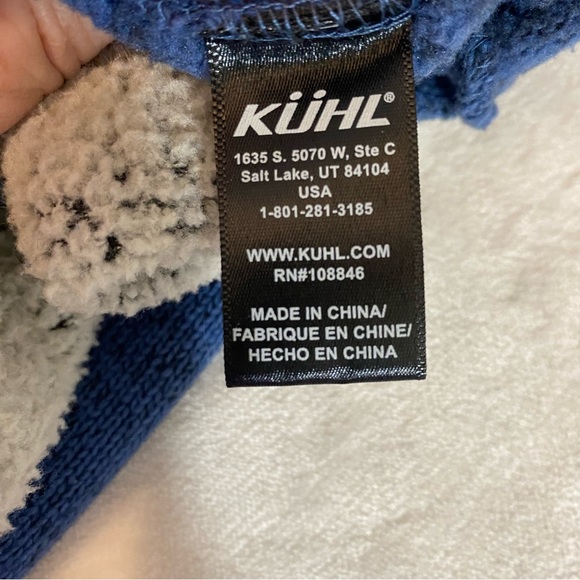 KÜHL®
1635 S. 5070 W, Ste C
Salt Lake, UT 84104
USA
1-801-281-3185
WWW.KUHL.COM
RN#108846
MADE IN CHINA/
FABRIQUE EN CHINE/
HECHO EN CHINA